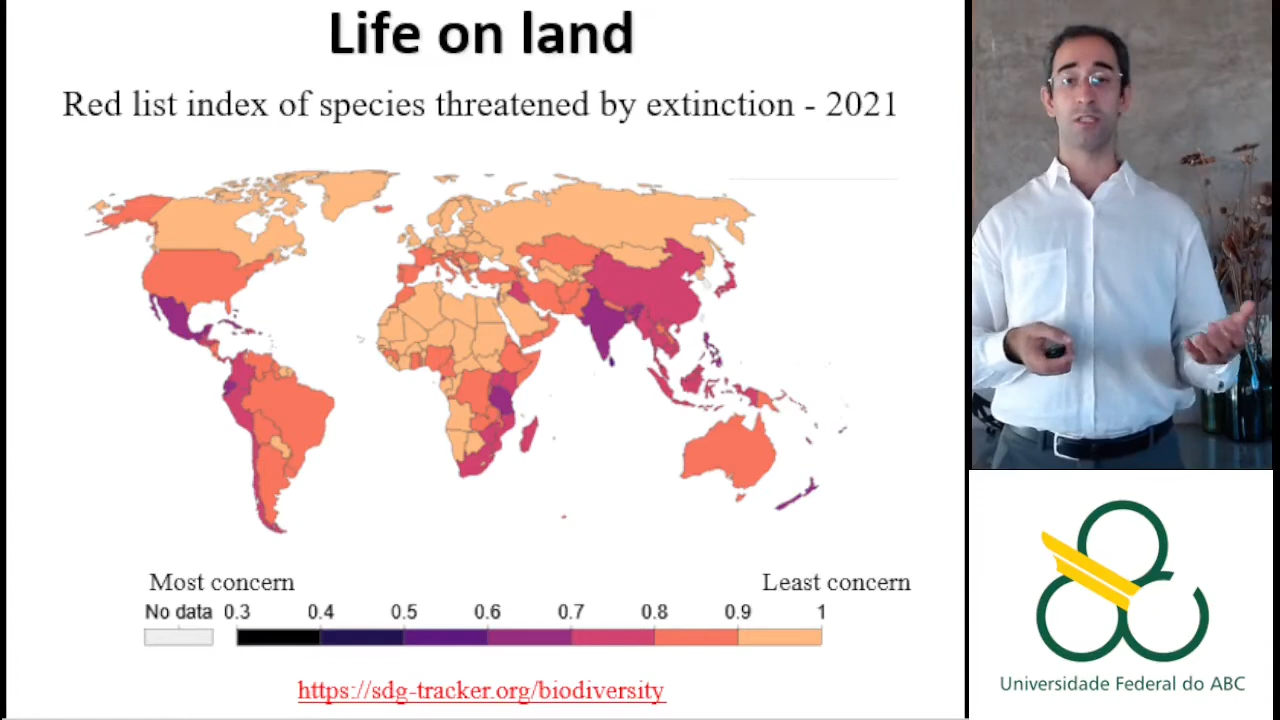 Life on land
Red list index of species threatened by extinction - 2021
Most concern
Least concern
No data 0.3 0.4 0.5 0.6 0.7 0.8 0.9 1
https://sdg-tracker.org/biodiversity
Universidade Federal do ABC